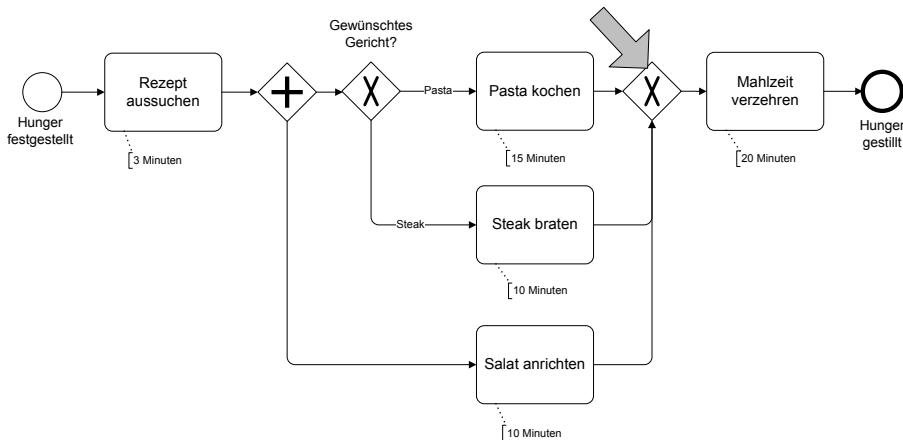 Gewünschtes
Gericht?
Hunger
festgestellt
Rezept
aussuchen
3 Minuten
Pasta
Pasta kochen
15 Minuten
Mahlzeit
verzehren
20 Minuten
Hunger
gestillt
Steak
Steak braten
10 Minuten
Salat anrichten
10 Minuten